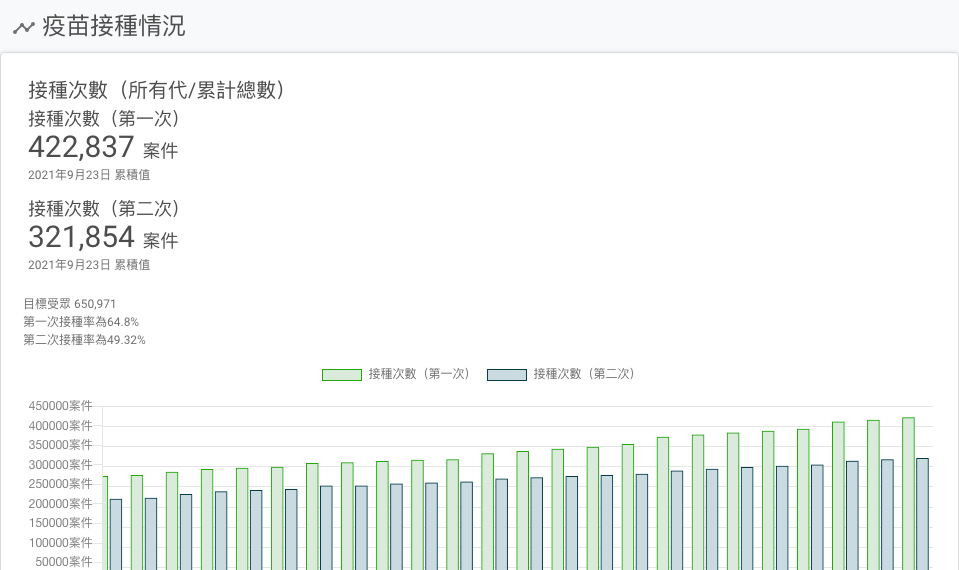 疫苗接種情況
接種次數（所有代/累計總數）
接種次數（第一次）
422,837 案件
2021年9月23日 累積值
接種次數（第二次）
321,854 案件
2021年9月23日 累積值
目標受眾 650,971
第一次接種率為64.8%
第二次接種率為49.32%
接種次數（第一次） 接種次數（第二次）
450000案件
400000案件
350000案件
300000案件
250000案件
200000案件
150000案件
100000案件
50000案件